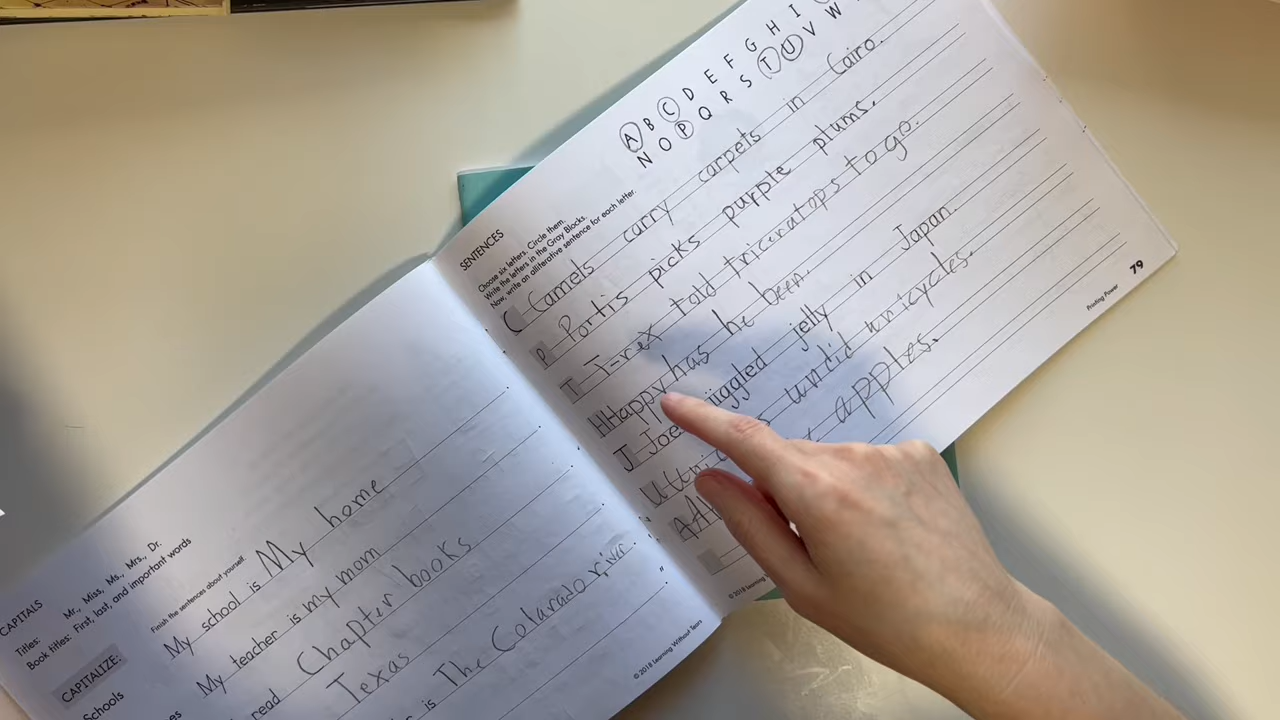 CAPITALS
Titles: Mr., Miss, Ms., Mrs., Dr.
Book titles: First, last, and important words
CAPITALIZE:
Schools
Finish the sentences about yourself.
My school is My home
My teacher is my mom
read Chapter books
Texas
is The Colarado river.
© 2018 Learning Without Tears
SENTENCES
Choose six letters. Circle them.
Write the letters in the Gray Blocks.
Now, write an alliterative sentence for each letter.
A B C D E F G H I
N O P Q R S T U V W
C Camels carry carpets in Cairo.
P Portis picks purple plums.
T T-rex told triceratops to go.
H Happy has he been.
J Joe jiggled jelly in Japan.
U undid unicycles.
A apples.
© 2018 Learning
Printing Power
79